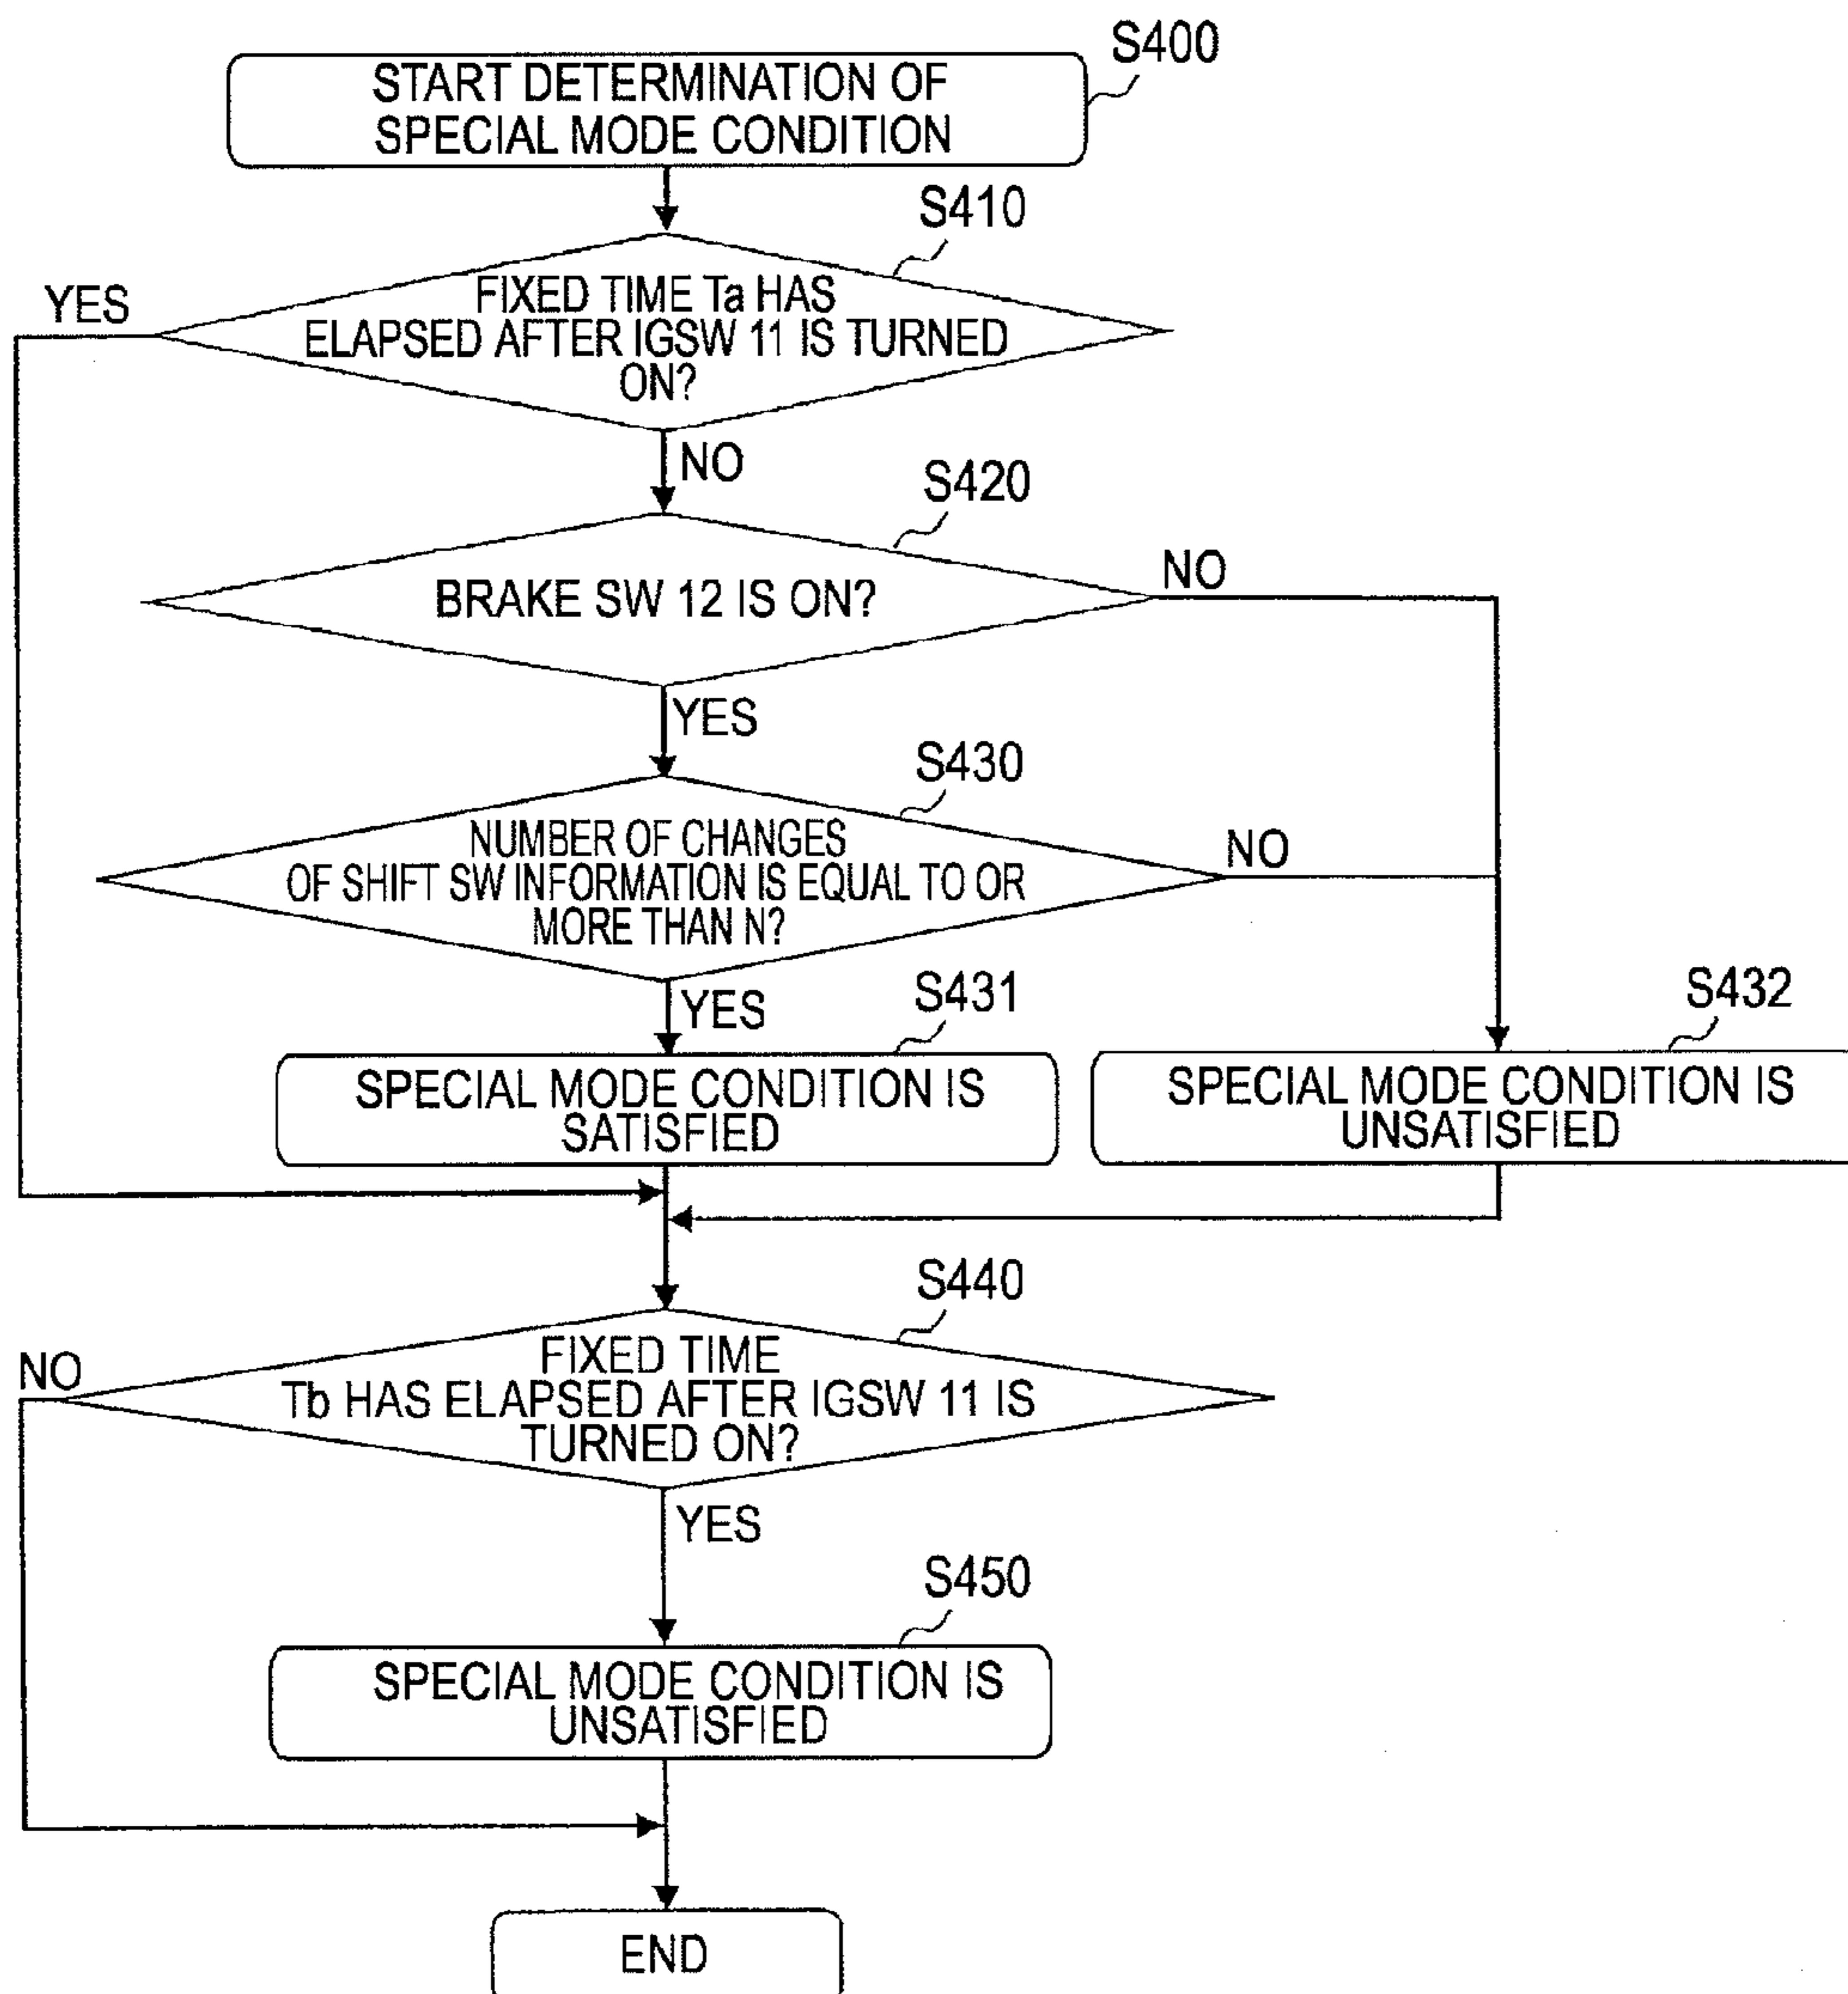 S400
START DETERMINATION OF
SPECIAL MODE CONDITION
S410
YES
FIXED TIME Ta HAS
ELAPSED AFTER IGSW 11 IS TURNED
ON?
NO
S420
BRAKE SW 12 IS ON?
NO
YES
S430
NUMBER OF CHANGES
OF SHIFT SW INFORMATION IS EQUAL TO OR
MORE THAN N?
NO
YES
S431
S432
SPECIAL MODE CONDITION IS
SATISFIED
SPECIAL MODE CONDITION IS
UNSATISFIED
S440
NO
FIXED TIME
Tb HAS ELAPSED AFTER IGSW 11 IS
TURNED ON?
YES
S450
SPECIAL MODE CONDITION IS
UNSATISFIED
END